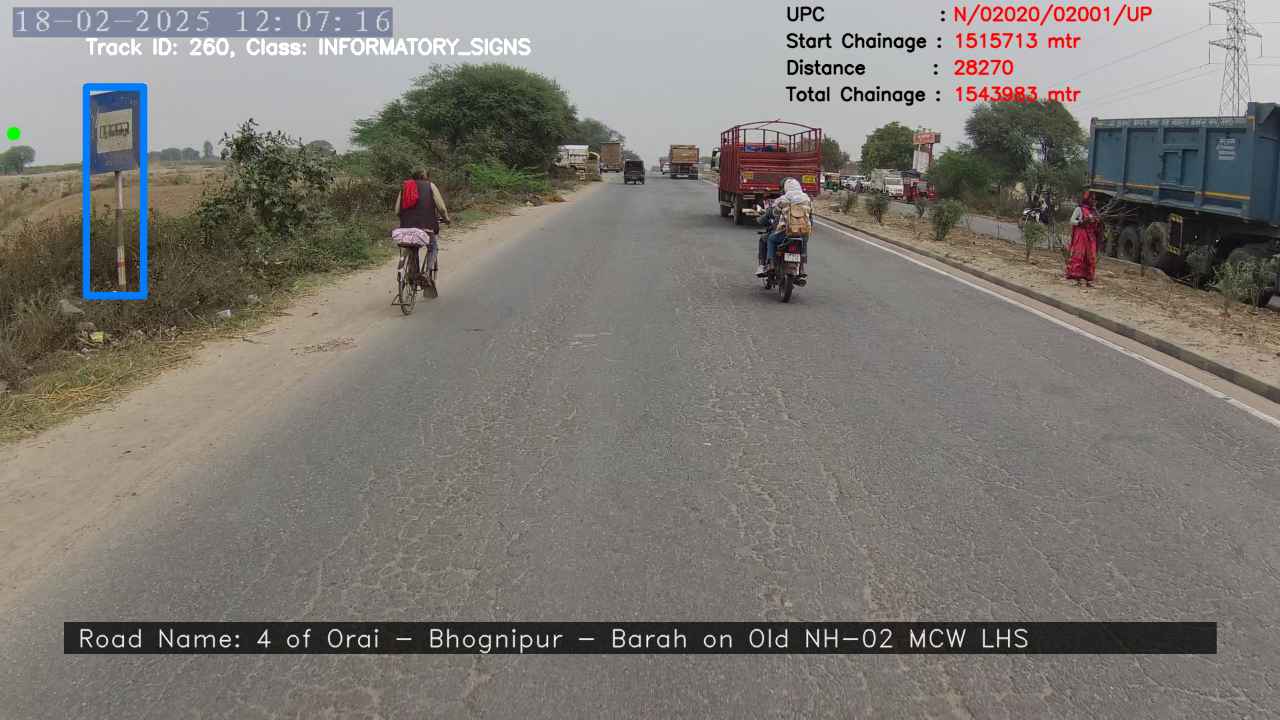 18-02-2025 12:07:16
Track ID: 260, Class: INFORMATORY_SIGNS
UPC : N/02020/02001/UP
Start Chainage : 1515713 mtr
Distance : 28270
Total Chainage : 1543983 mtr
Road Name: 4 of Orai - Bhognipur - Barah on Old NH-02 MCW LHS